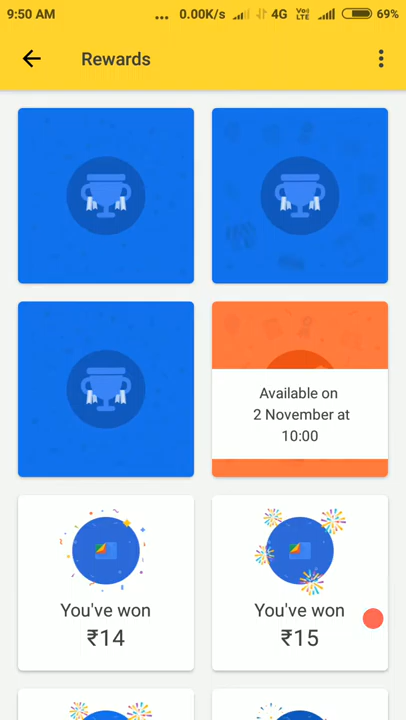 9:50 AM ... 0.00K/s 4G Vo) LTE 69%
Rewards
Available on
2 November at
10:00
You've won
₹14
You've won
₹15